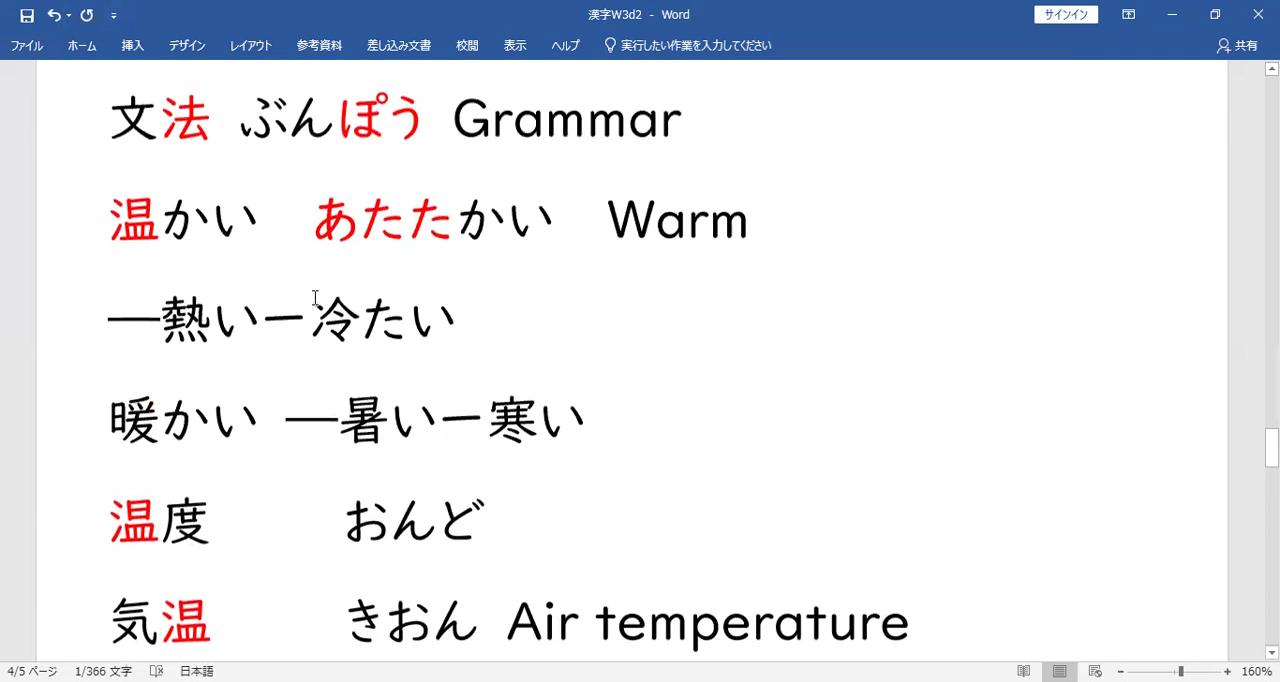 漢字W3d2 - Word
サインイン
ファイル ホーム 挿入 デザイン レイアウト 参考資料 差し込み文書 校閲 表示 ヘルプ 実行したい作業を入力してください 共有
文法 ぶんぽう Grammar
温かい あたたかい Warm
―熱いー冷たい
暖かい ―暑いー寒い
温度 おんど
気温 きおん Air temperature
4/5 ページ 1/366 文字 日本語 160%